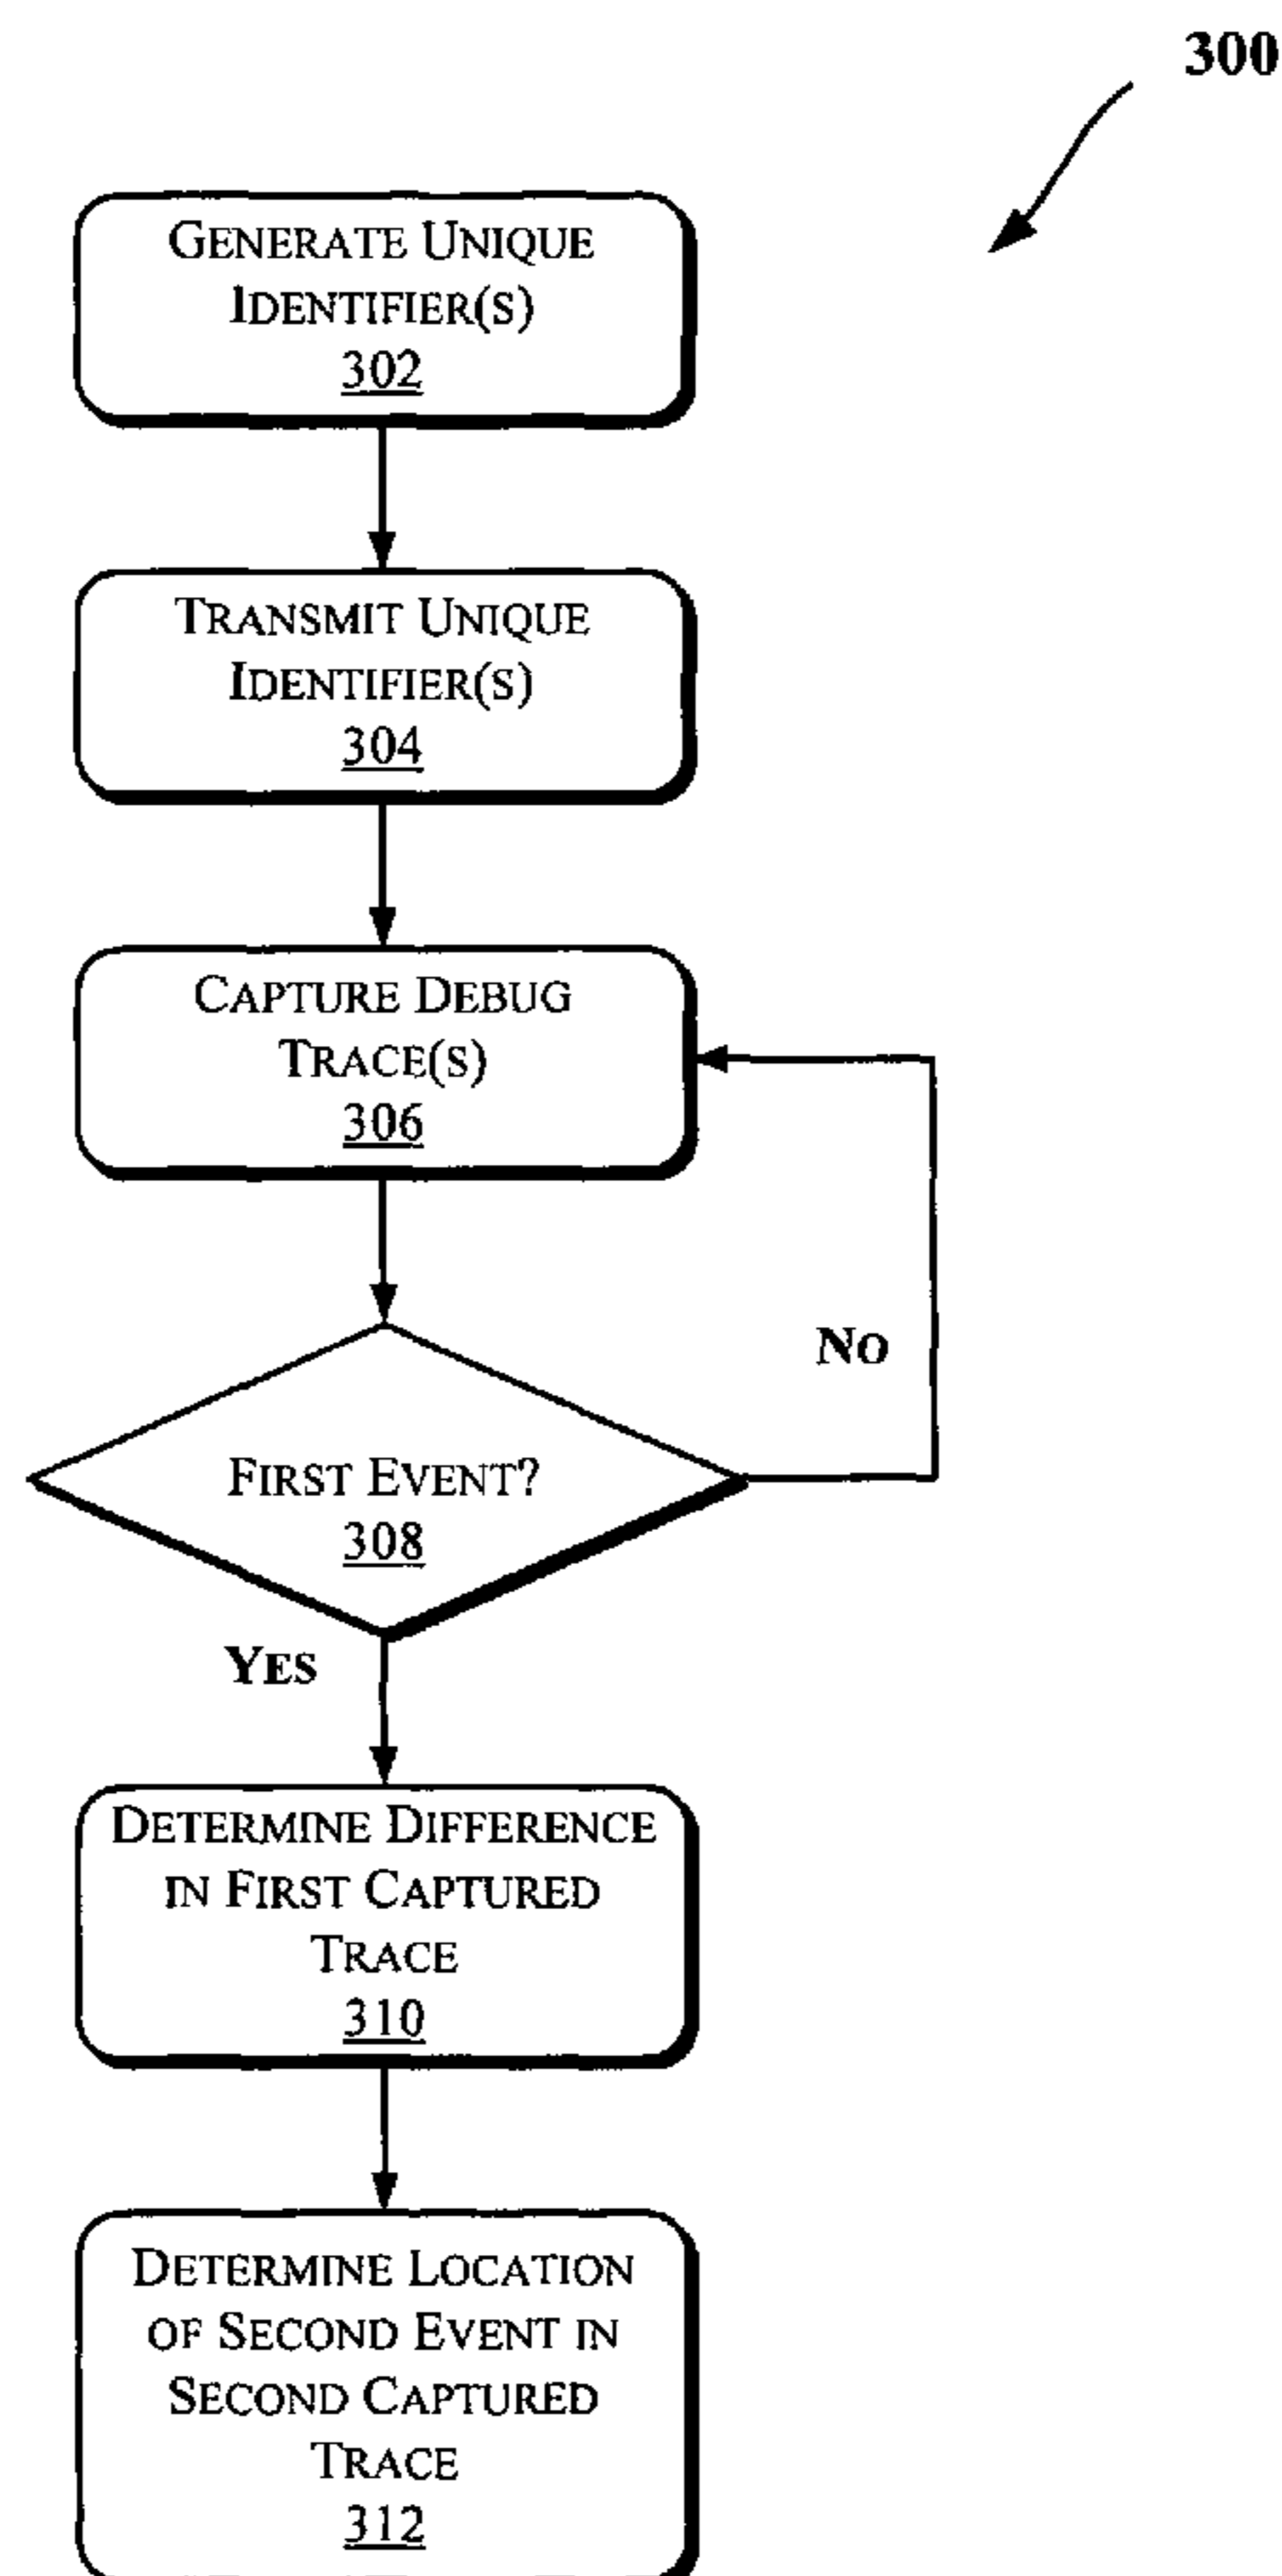 300
GENERATE UNIQUE
IDENTIFIER(S)
302
TRANSMIT UNIQUE
IDENTIFIER(S)
304
CAPTURE DEBUG
TRACE(S)
306
NO
FIRST EVENT?
308
YES
DETERMINE DIFFERENCE
IN FIRST CAPTURED
TRACE
310
DETERMINE LOCATION
OF SECOND EVENT IN
SECOND CAPTURED
TRACE
312